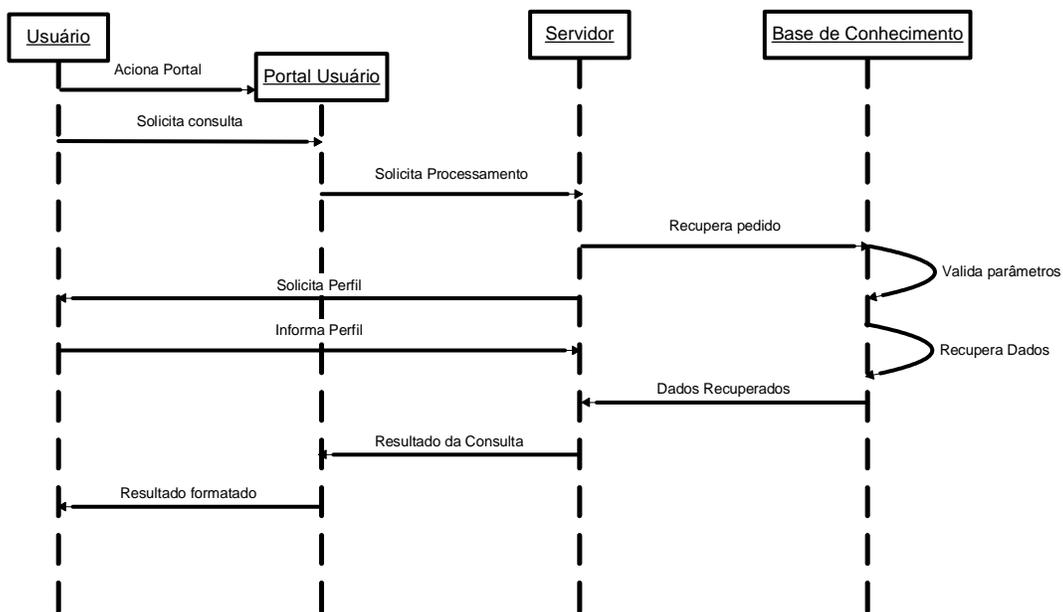 Usuário
Servidor
Base de Conhecimento
Aciona Portal
Portal Usuário
Solicita consulta
Solicita Processamento
Recupera pedido
Valida parâmetros
Solicita Perfil
Informa Perfil
Recupera Dados
Dados Recuperados
Resultado da Consulta
Resultado formatado